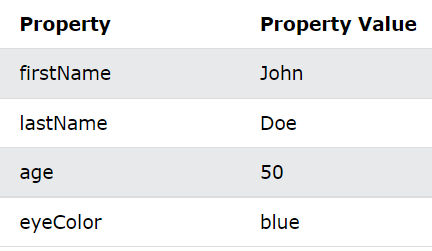 Property Property Value
firstName John
lastName Doe
age 50
eyeColor blue